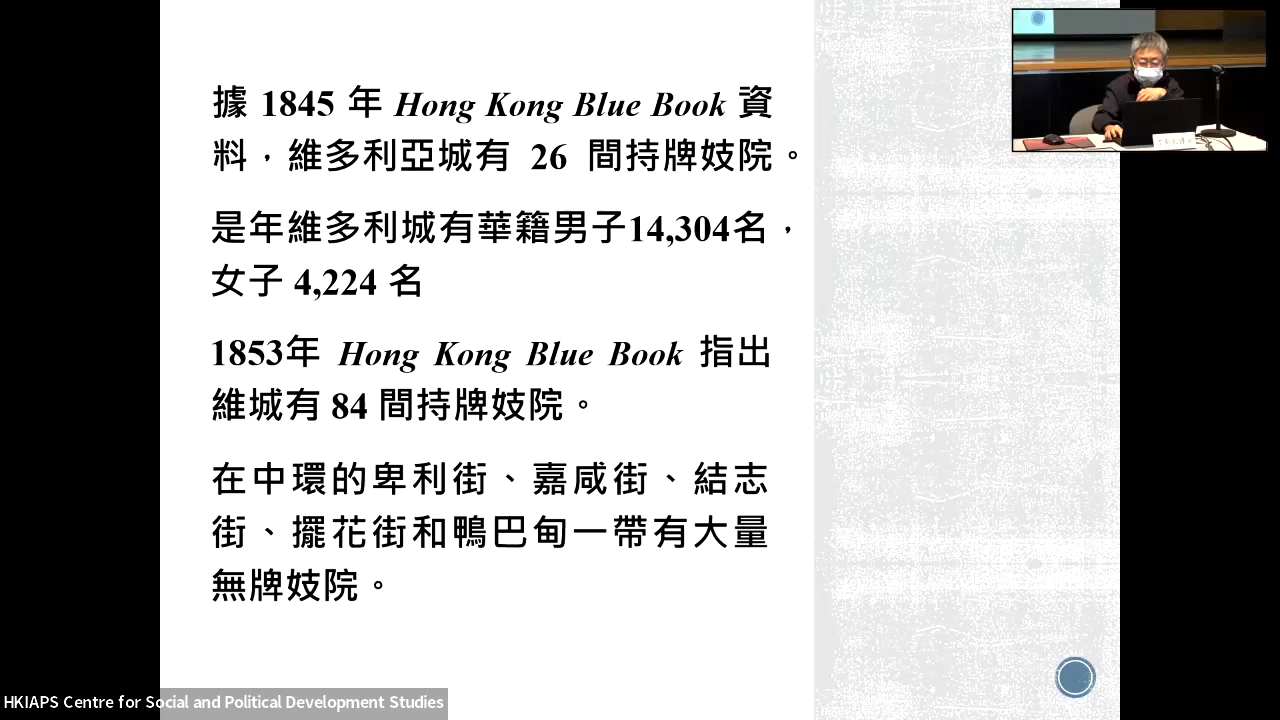 據 1845 年 Hong Kong Blue Book 資
料，維多利亞城有 26 間持牌妓院。
是年維多利城有華籍男子14,304名，
女子 4,224 名
1853年 Hong Kong Blue Book 指出
維城有 84 間持牌妓院。
在中環的卑利街、嘉咸街、結志
街、擺花街和鴨巴甸一帶有大量
無牌妓院。
HKIAPS Centre for Social and Political Development Studies